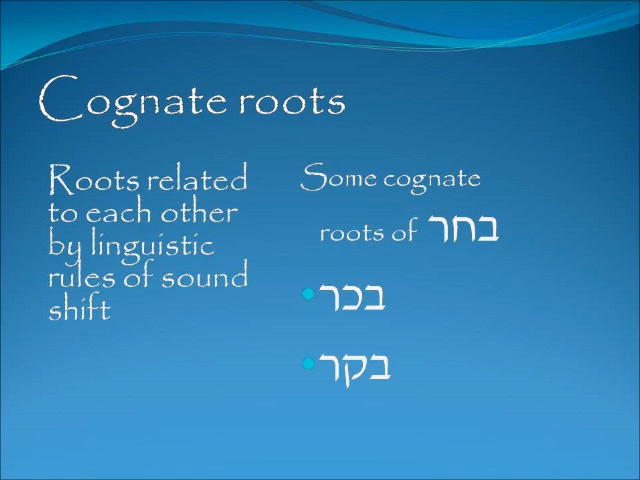 Cognate roots
Roots related
to each other
by linguistic
rules of sound
shift
Some cognate
roots of בחר
בכר
בקר